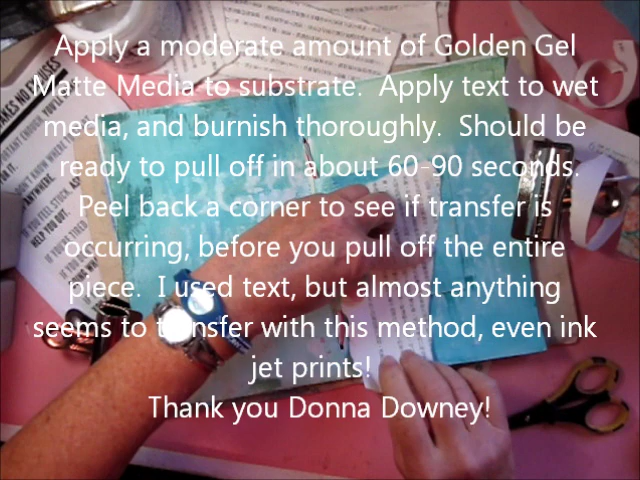 Apply a moderate amount of Golden Gel
Matte Media to substrate. Apply text to wet
media, and burnish thoroughly. Should be
ready to pull off in about 60-90 seconds.
Peel back a corner to see if transfer is
occurring, before you pull off the entire
piece. I used text, but almost anything
seems to transfer with this method, even ink
jet prints!
Thank you Donna Downey!